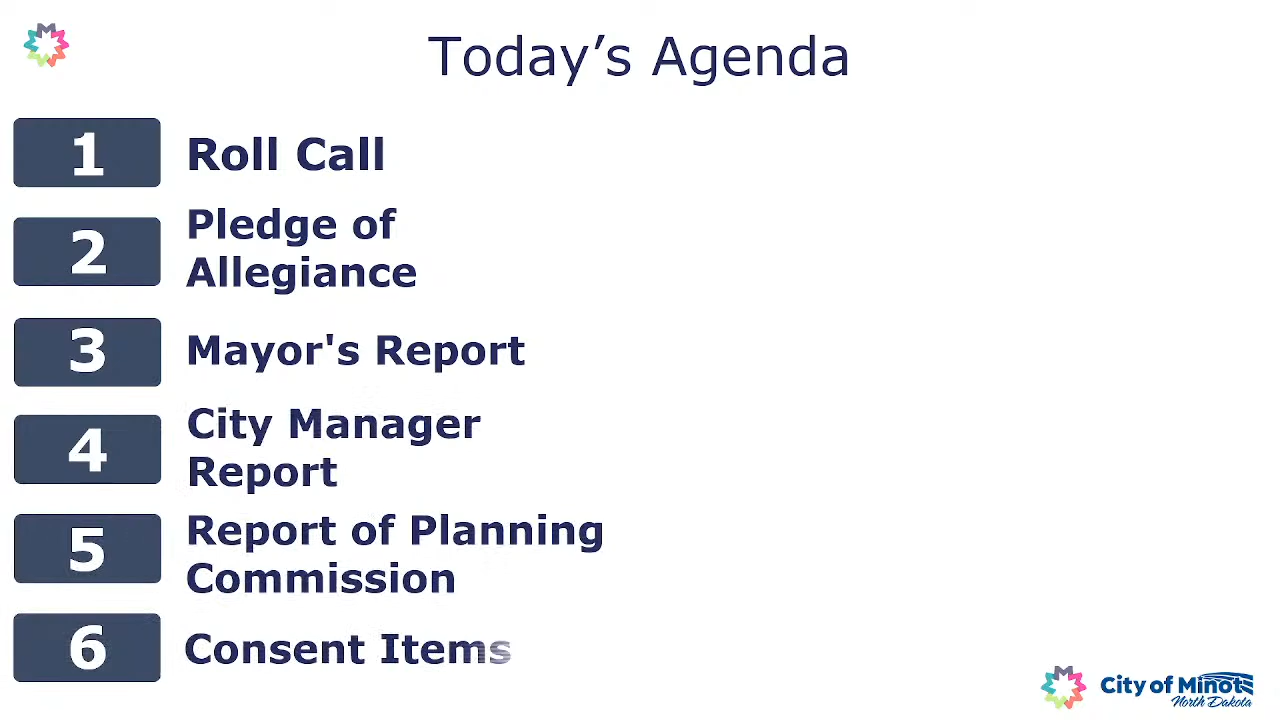 Today’s Agenda
1 Roll Call
2 Pledge of
Allegiance
3 Mayor's Report
4 City Manager
Report
5 Report of Planning
Commission
6 Consent Items
City of Minot
North Dakota